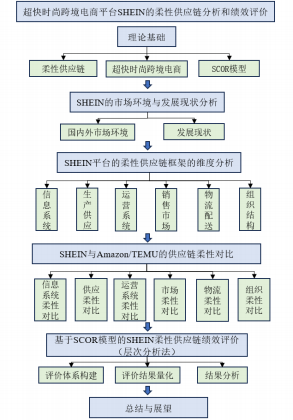 超快时尚跨境电商平台SHEIN的柔性供应链分析和绩效评价
理论基础
柔性供应链
超快时尚跨境电商
SCOR模型
SHEIN的市场环境与发展现状分析
国内外市场环境
发展现状
SHEIN平台的柔性供应链框架的维度分析
信息系统
生产供应
运营系统
销售市场
物流配送
组织结构
SHEIN与Amazon/TEMU的供应链柔性对比
信息
系统
柔性
对比
供应
柔性
对比
运营
系统
柔性
对比
市场
柔性
对比
物流
柔性
对比
组织
柔性
对比
基于SCOR模型的SHEIN柔性供应链绩效评价
（层次分析法）
评价体系构建
评价结果量化
结果分析
总结与展望